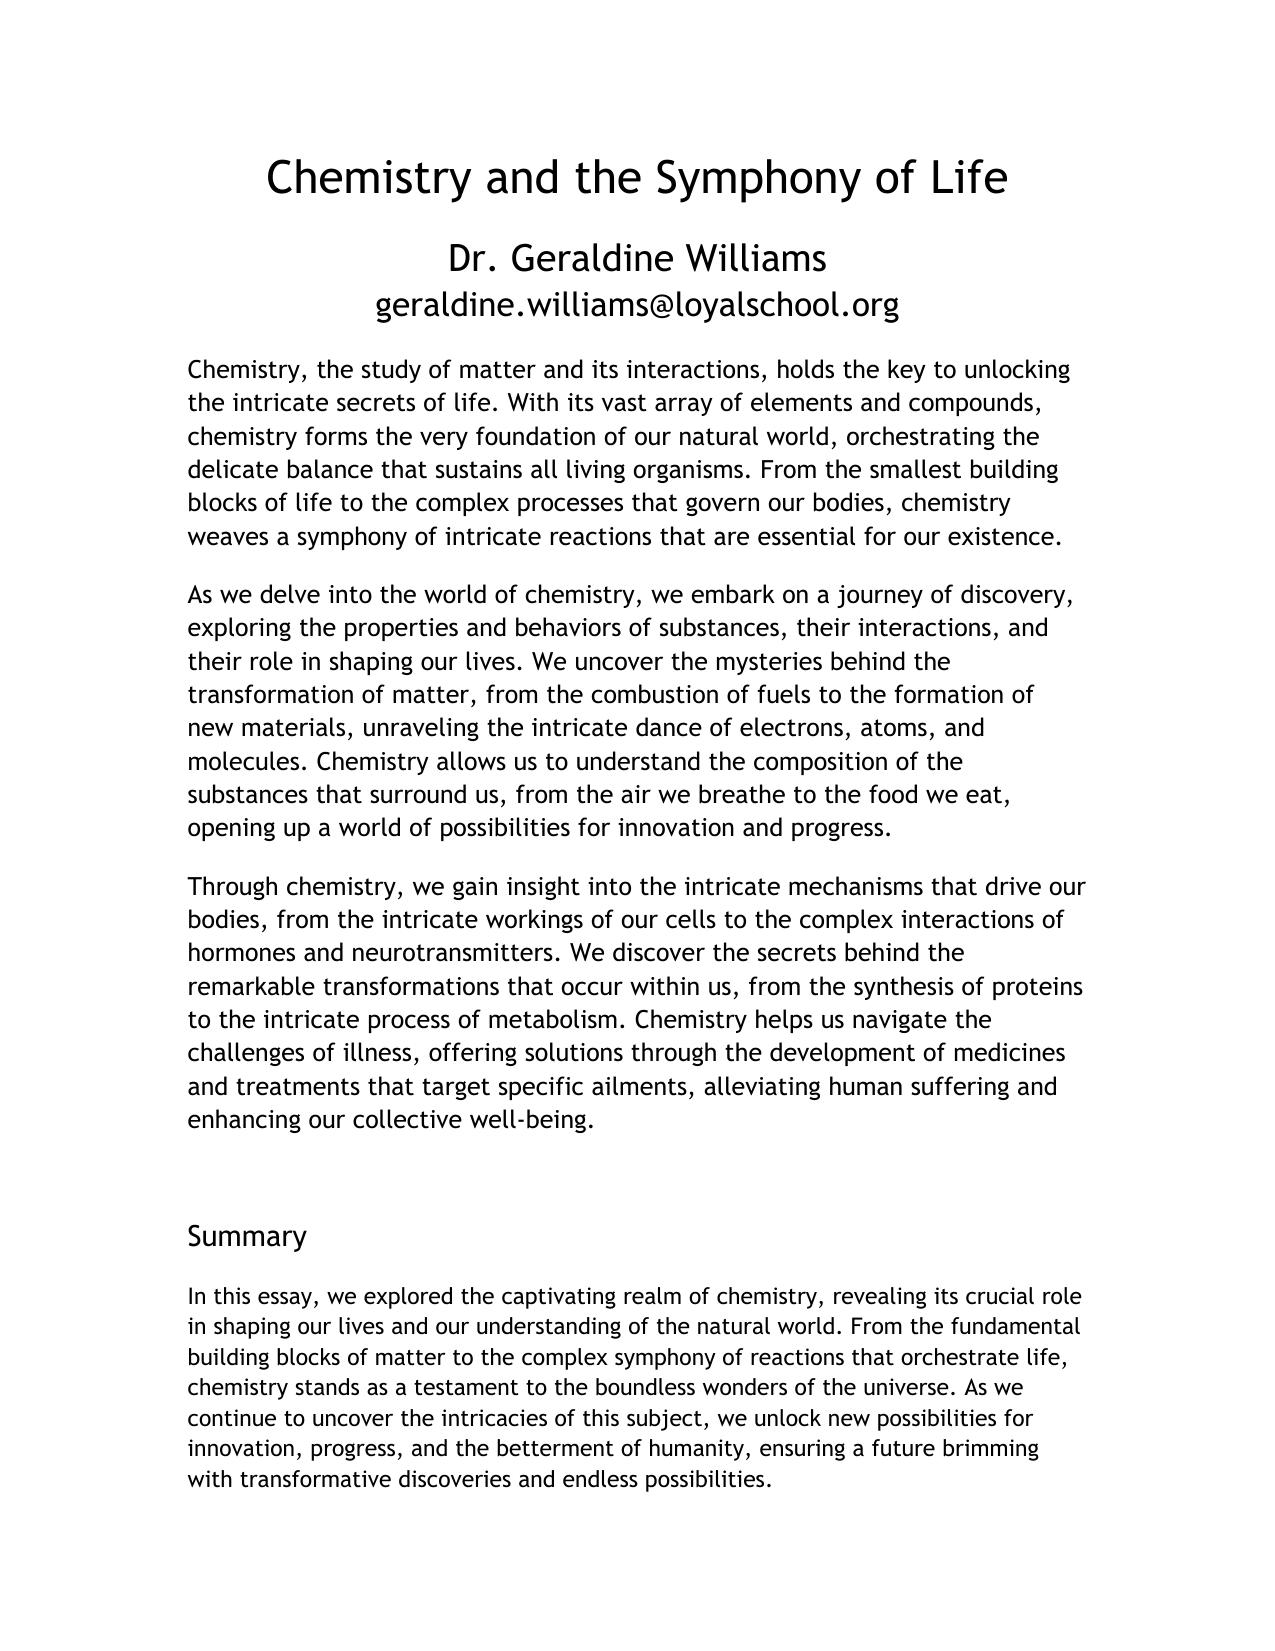 Chemistry and the Symphony of Life
Dr. Geraldine Williams
geraldine.williams@loyalschool.org
Chemistry, the study of matter and its interactions, holds the key to unlocking
the intricate secrets of life. With its vast array of elements and compounds,
chemistry forms the very foundation of our natural world, orchestrating the
delicate balance that sustains all living organisms. From the smallest building
blocks of life to the complex processes that govern our bodies, chemistry
weaves a symphony of intricate reactions that are essential for our existence.
As we delve into the world of chemistry, we embark on a journey of discovery,
exploring the properties and behaviors of substances, their interactions, and
their role in shaping our lives. We uncover the mysteries behind the
transformation of matter, from the combustion of fuels to the formation of
new materials, unraveling the intricate dance of electrons, atoms, and
molecules. Chemistry allows us to understand the composition of the
substances that surround us, from the air we breathe to the food we eat,
opening up a world of possibilities for innovation and progress.
Through chemistry, we gain insight into the intricate mechanisms that drive our
bodies, from the intricate workings of our cells to the complex interactions of
hormones and neurotransmitters. We discover the secrets behind the
remarkable transformations that occur within us, from the synthesis of proteins
to the intricate process of metabolism. Chemistry helps us navigate the
challenges of illness, offering solutions through the development of medicines
and treatments that target specific ailments, alleviating human suffering and
enhancing our collective well-being.
Summary
In this essay, we explored the captivating realm of chemistry, revealing its crucial role
in shaping our lives and our understanding of the natural world. From the fundamental
building blocks of matter to the complex symphony of reactions that orchestrate life,
chemistry stands as a testament to the boundless wonders of the universe. As we
continue to uncover the intricacies of this subject, we unlock new possibilities for
innovation, progress, and the betterment of humanity, ensuring a future brimming
with transformative discoveries and endless possibilities.